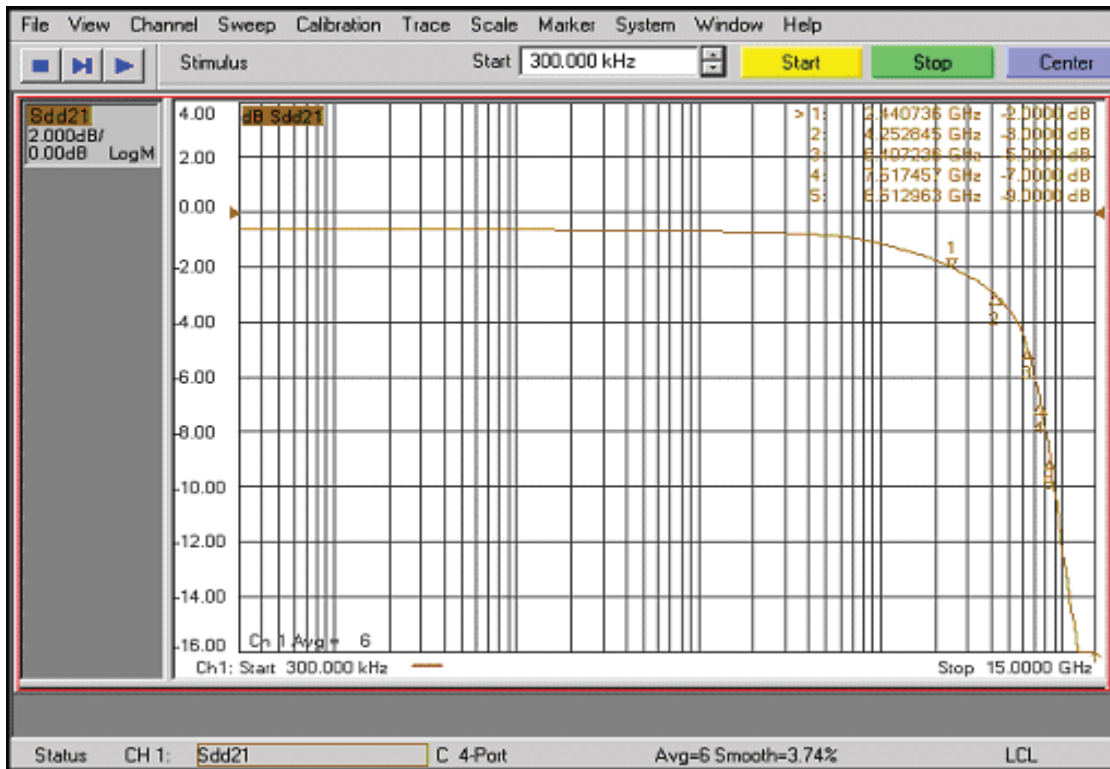 File View Channel Sweep Calibration Trace Scale Marker System Window Help
Stimulus Start 300.000 kHz Start Stop Center
Sdd21
2.000dB/
0.00dB LogM
dB Sdd21
> 1: 2.440736 GHz -2.0000 dB
2: 4.252845 GHz -3.0000 dB
3: 6.407236 GHz -5.0000 dB
4: 7.517457 GHz -7.0000 dB
5: 8.512963 GHz -9.0000 dB
4.00
2.00
0.00
-2.00
-4.00
-6.00
-8.00
-10.00
-12.00
-14.00
-16.00
1
2
3
4
5
Ch 1 Avg = 6
Ch1: Start 300.000 kHz
Stop 15.0000 GHz
Status CH 1: Sdd21 C 4-Port Avg=6 Smooth=3.74% LCL